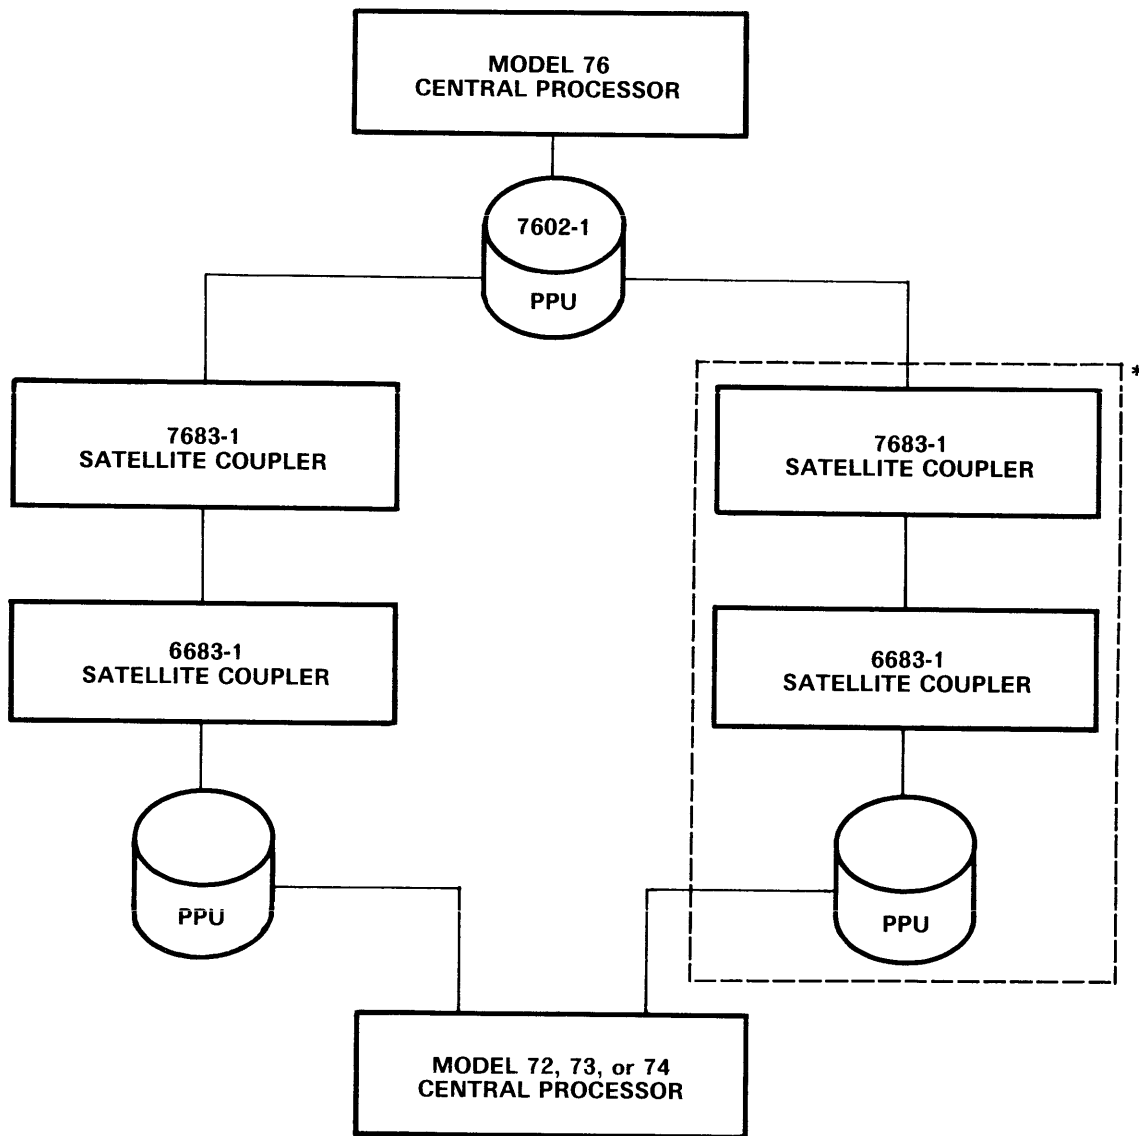 MODEL 76
CENTRAL PROCESSOR
7602-1
PPU
*
7683-1
SATELLITE COUPLER
7683-1
SATELLITE COUPLER
6683-1
SATELLITE COUPLER
6683-1
SATELLITE COUPLER
PPU
PPU
MODEL 72, 73, or 74
CENTRAL PROCESSOR